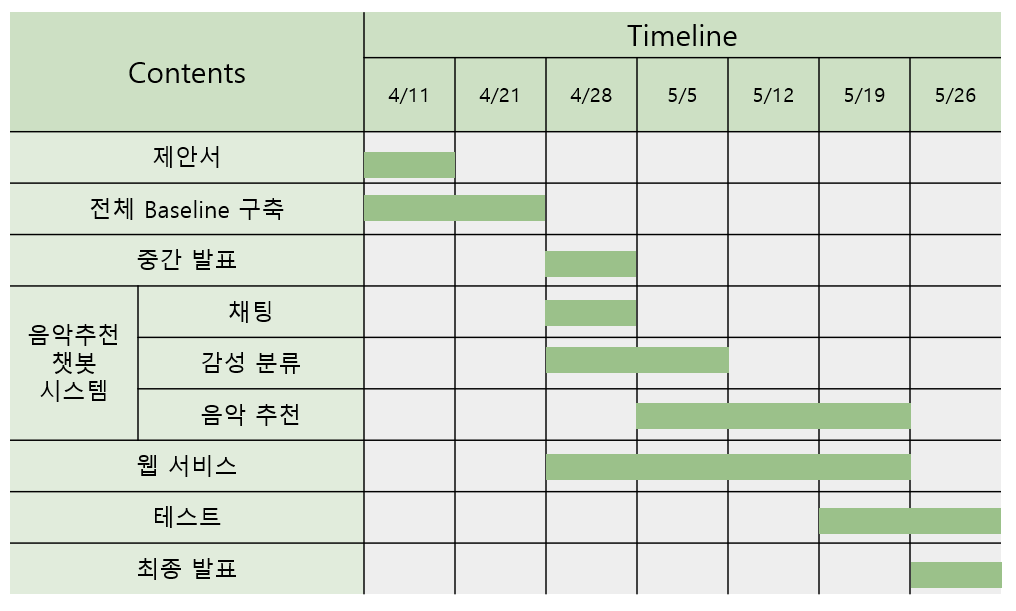 Contents
Timeline
4/11
4/21
4/28
5/5
5/12
5/19
5/26
제안서
전체 Baseline 구축
중간 발표
음악추천
챗봇
시스템
채팅
감성 분류
음악 추천
웹 서비스
테스트
최종 발표